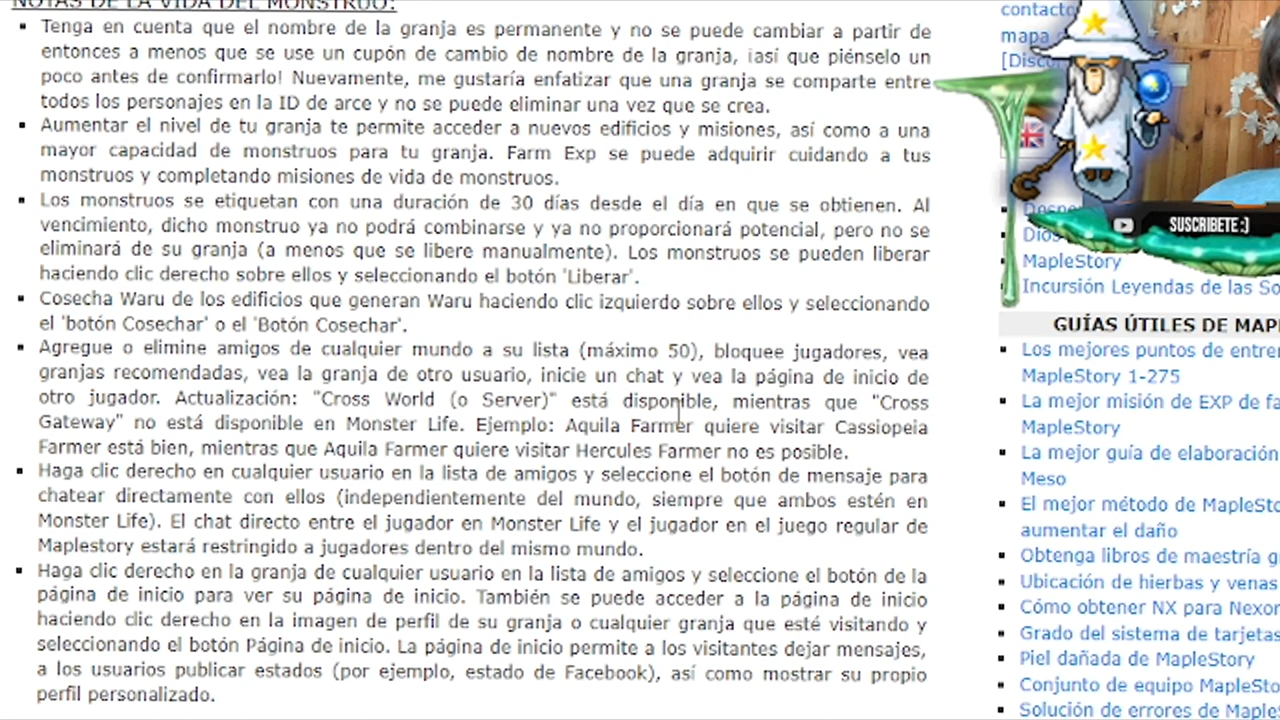 NOTAS DE LA VIDA DEL MONSTRUO:
Tenga en cuenta que el nombre de la granja es permanente y no se puede cambiar a partir de
entonces a menos que se use un cupón de cambio de nombre de la granja, ¡así que piénselo un
poco antes de confirmarlo! Nuevamente, me gustaría enfatizar que una granja se comparte entre
todos los personajes en la ID de arce y no se puede eliminar una vez que se crea.
Aumentar el nivel de tu granja te permite acceder a nuevos edificios y misiones, así como a una
mayor capacidad de monstruos para tu granja. Farm Exp se puede adquirir cuidando a tus
monstruos y completando misiones de vida de monstruos.
Los monstruos se etiquetan con una duración de 30 días desde el día en que se obtienen. Al
vencimiento, dicho monstruo ya no podrá combinarse y ya no proporcionará potencial, pero no se
eliminará de su granja (a menos que se libere manualmente). Los monstruos se pueden liberar
haciendo clic derecho sobre ellos y seleccionando el botón 'Liberar'.
Cosecha Waru de los edificios que generan Waru haciendo clic izquierdo sobre ellos y seleccionando
el 'botón Cosechar' o el 'Botón Cosechar'.
Agregue o elimine amigos de cualquier mundo a su lista (máximo 50), bloquee jugadores, vea
granjas recomendadas, vea la granja de otro usuario, inicie un chat y vea la página de inicio de
otro jugador. Actualización: "Cross World (o Server)" está disponible, mientras que "Cross
Gateway" no está disponible en Monster Life. Ejemplo: Aquila Farmer quiere visitar Cassiopeia
Farmer está bien, mientras que Aquila Farmer quiere visitar Hercules Farmer no es posible.
Haga clic derecho en cualquier usuario en la lista de amigos y seleccione el botón de mensaje para
chatear directamente con ellos (independientemente del mundo, siempre que ambos estén en
Monster Life). El chat directo entre el jugador en Monster Life y el jugador en el juego regular de
Maplestory estará restringido a jugadores dentro del mismo mundo.
Haga clic derecho en la granja de cualquier usuario en la lista de amigos y seleccione el botón de la
página de inicio para ver su página de inicio. También se puede acceder a la página de inicio
haciendo clic derecho en la imagen de perfil de su granja o cualquier granja que esté visitando y
seleccionando el botón Página de inicio. La página de inicio permite a los visitantes dejar mensajes,
a los usuarios publicar estados (por ejemplo, estado de Facebook), así como mostrar su propio
perfil personalizado.
contacto
mapa
SUSCRIBETE :)
MapleStory
Incursión Leyendas de las
GUÍAS ÚTILES DE
Los mejores puntos de
MapleStory 1-275
La mejor misión de EXP de
MapleStory
La mejor guía de elaboración
Meso
El mejor método de
aumentar el daño
Obtenga libros de maestría
Ubicación de hierbas y venas
Cómo obtener NX para
Grado del sistema de
Piel dañada de MapleStory
Conjunto de equipo
Solución de errores de